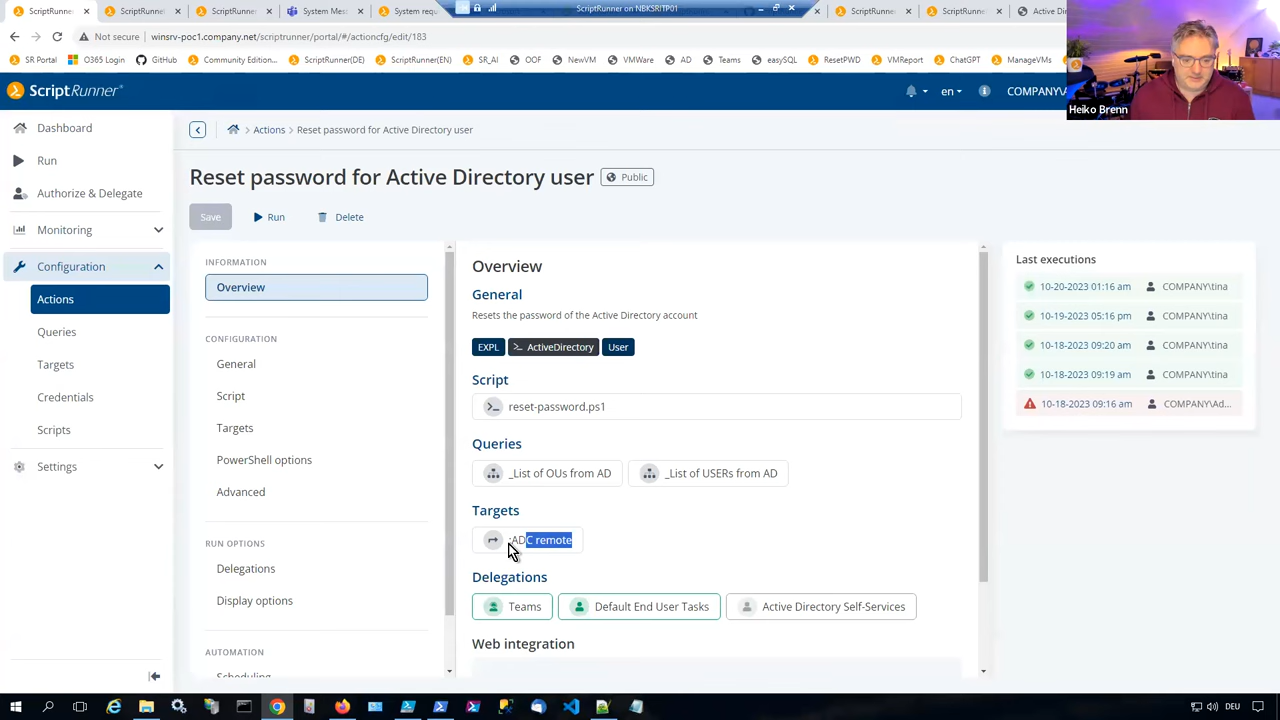 ScriptRunner on NBKSRITP01
System Mess
System requ
ScriptRunner
ScriptRunner
ScriptRunner
ScriptRunner
Active Di
Not secure
winsrv-poc1.company.net/scriptrunner/portal/#/actioncfg/edit/183
SR Portal
O365 Login
GitHub
Community Edition...
ScriptRunner(DE)
ScriptRunner(EN)
SR_AI
OOF
NewVM
VMWare
AD
Teams
easySQL
ResetPWD
VMReport
ChatGPT
ManageVMs
ScriptRunner®
en
COMPANY\
Heiko Brenn
Dashboard
Run
Authorize & Delegate
Monitoring
Configuration
Actions
Queries
Targets
Credentials
Scripts
Settings
Actions > Reset password for Active Directory user
Reset password for Active Directory user
Public
Save
Run
Delete
INFORMATION
Overview
CONFIGURATION
General
Script
Targets
PowerShell options
Advanced
RUN OPTIONS
Delegations
Display options
AUTOMATION
Scheduling
Overview
General
Resets the password of the Active Directory account
EXPL
ActiveDirectory
User
Script
reset-password.ps1
Queries
_List of OUs from AD
_List of USERs from AD
Targets
:ADC remote
Delegations
Teams
Default End User Tasks
Active Directory Self-Services
Web integration
Last executions
10-20-2023 01:16 am COMPANY\tina
10-19-2023 05:16 pm COMPANY\tina
10-18-2023 09:20 am COMPANY\tina
10-18-2023 09:19 am COMPANY\tina
10-18-2023 09:16 am COMPANY\Ad...
DEU